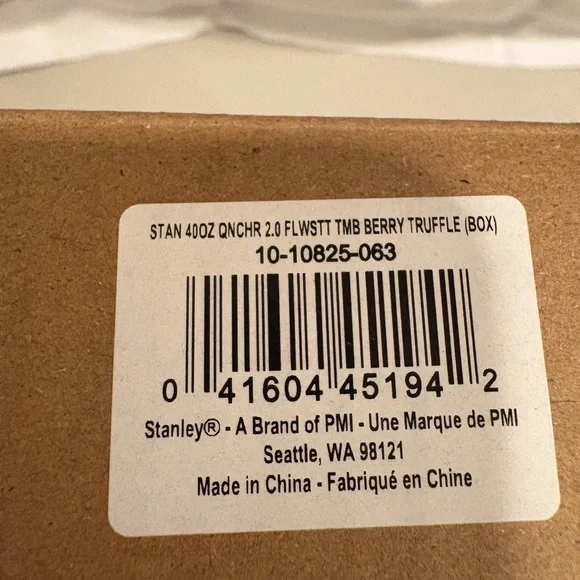 STAN 40OZ QNCHR 2.0 FLWSTT TMB BERRY TRUFFLE (BOX)
10-10825-063
0 41604 45194 2
Stanley® - A Brand of PMI - Une Marque de PMI
Seattle, WA 98121
Made in China - Fabriqué en Chine